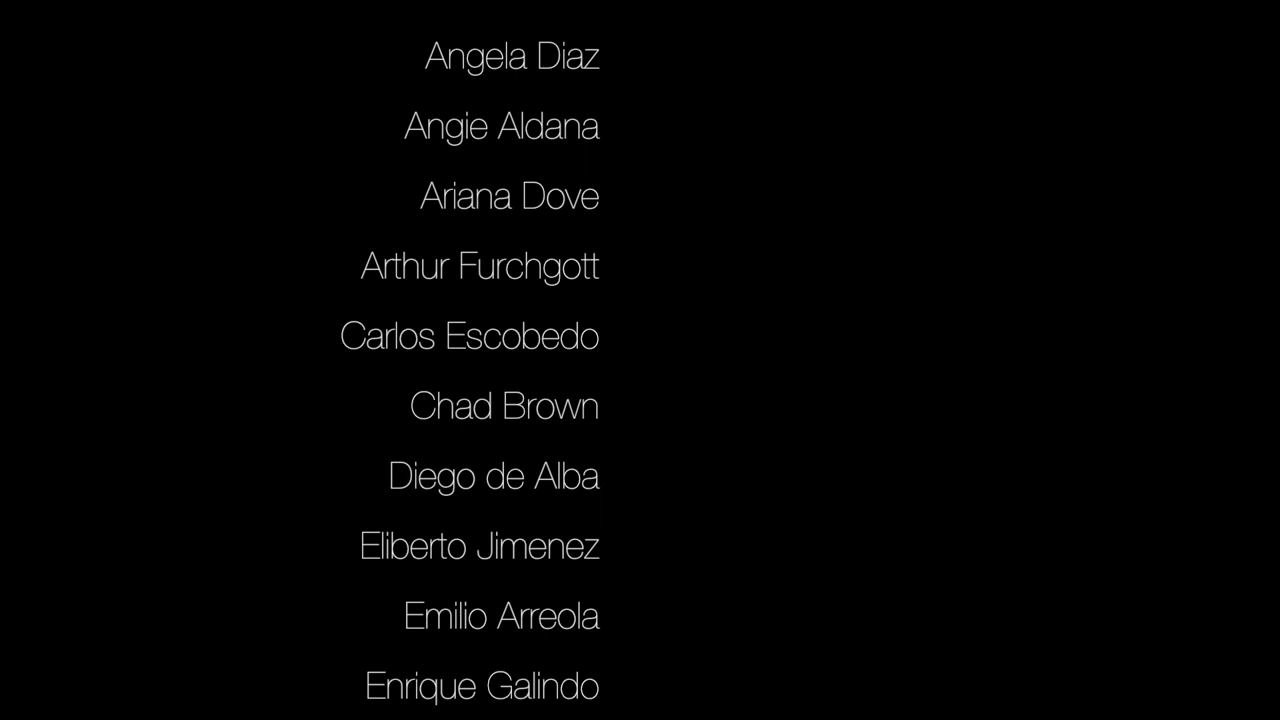 Angela Diaz
Angie Aldana
Ariana Dove
Arthur Furchgott
Carlos Escobedo
Chad Brown
Diego de Alba
Eliberto Jimenez
Emilio Arreola
Enrique Galindo